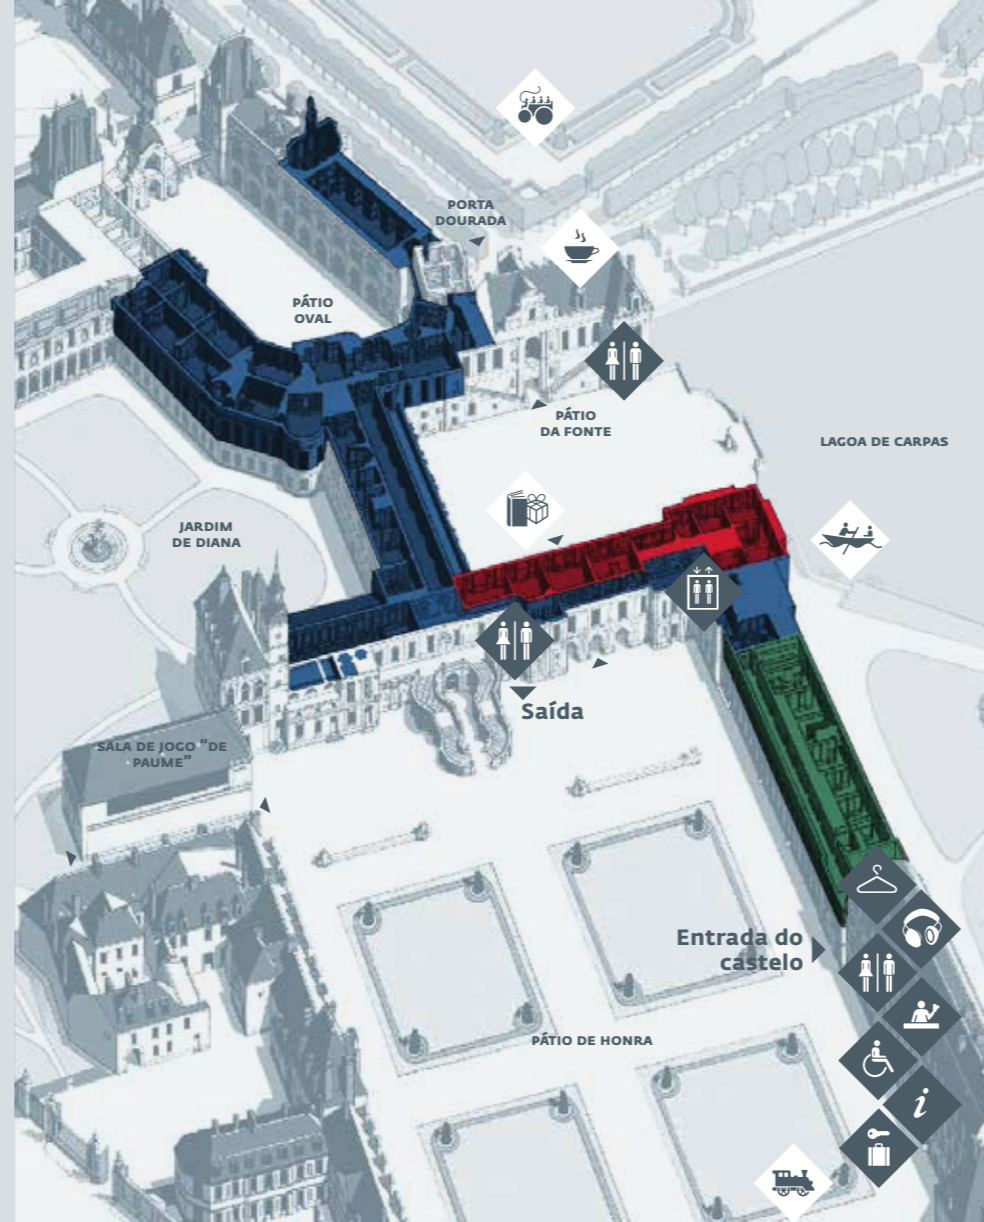 PORTA
DOURADA
PÁTIO
OVAL
PÁTIO
DA FONTE
LAGOA DE CARPAS
JARDIM
DE DIANA
Saída
SALA DE JOGO "DE
PAUME"
Entrada do
castelo
PÁTIO DE HONRA
i